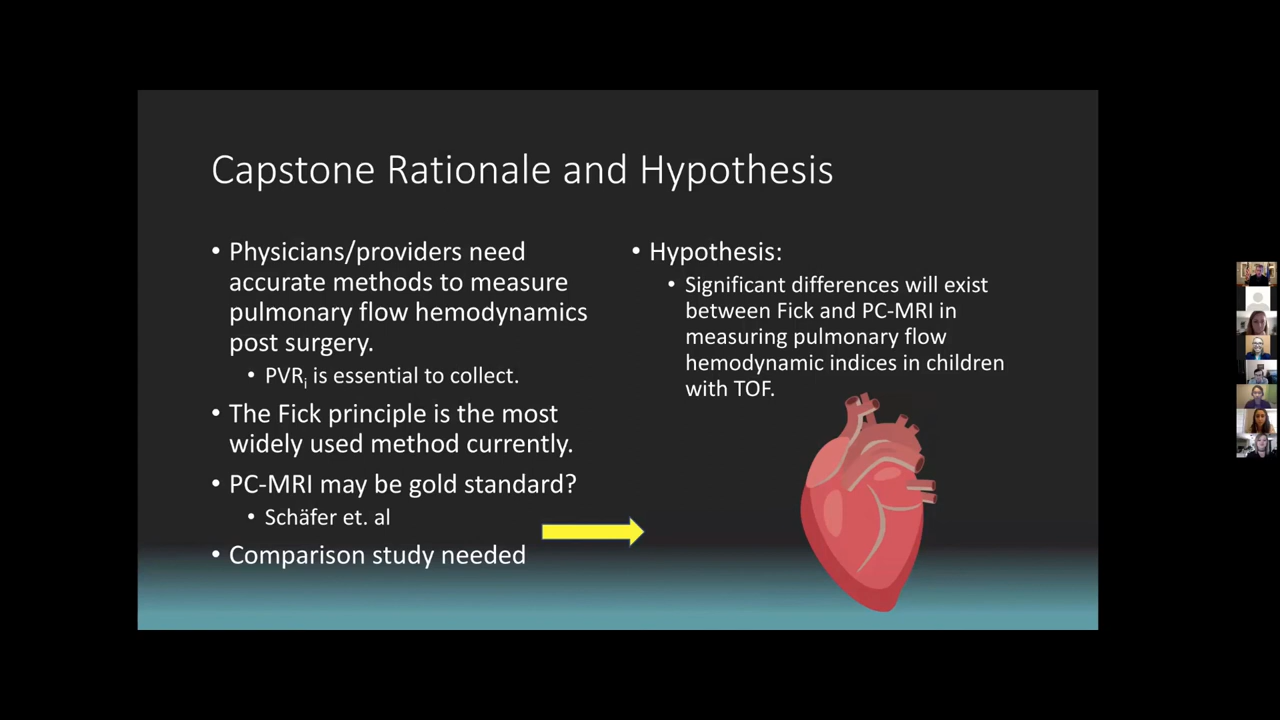 Capstone Rationale and Hypothesis
• Physicians/providers need
accurate methods to measure
pulmonary flow hemodynamics
post surgery.
• PVRi is essential to collect.
• The Fick principle is the most
widely used method currently.
• PC-MRI may be gold standard?
• Schäfer et. al
• Comparison study needed
• Hypothesis:
• Significant differences will exist
between Fick and PC-MRI in
measuring pulmonary flow
hemodynamic indices in children
with TOF.